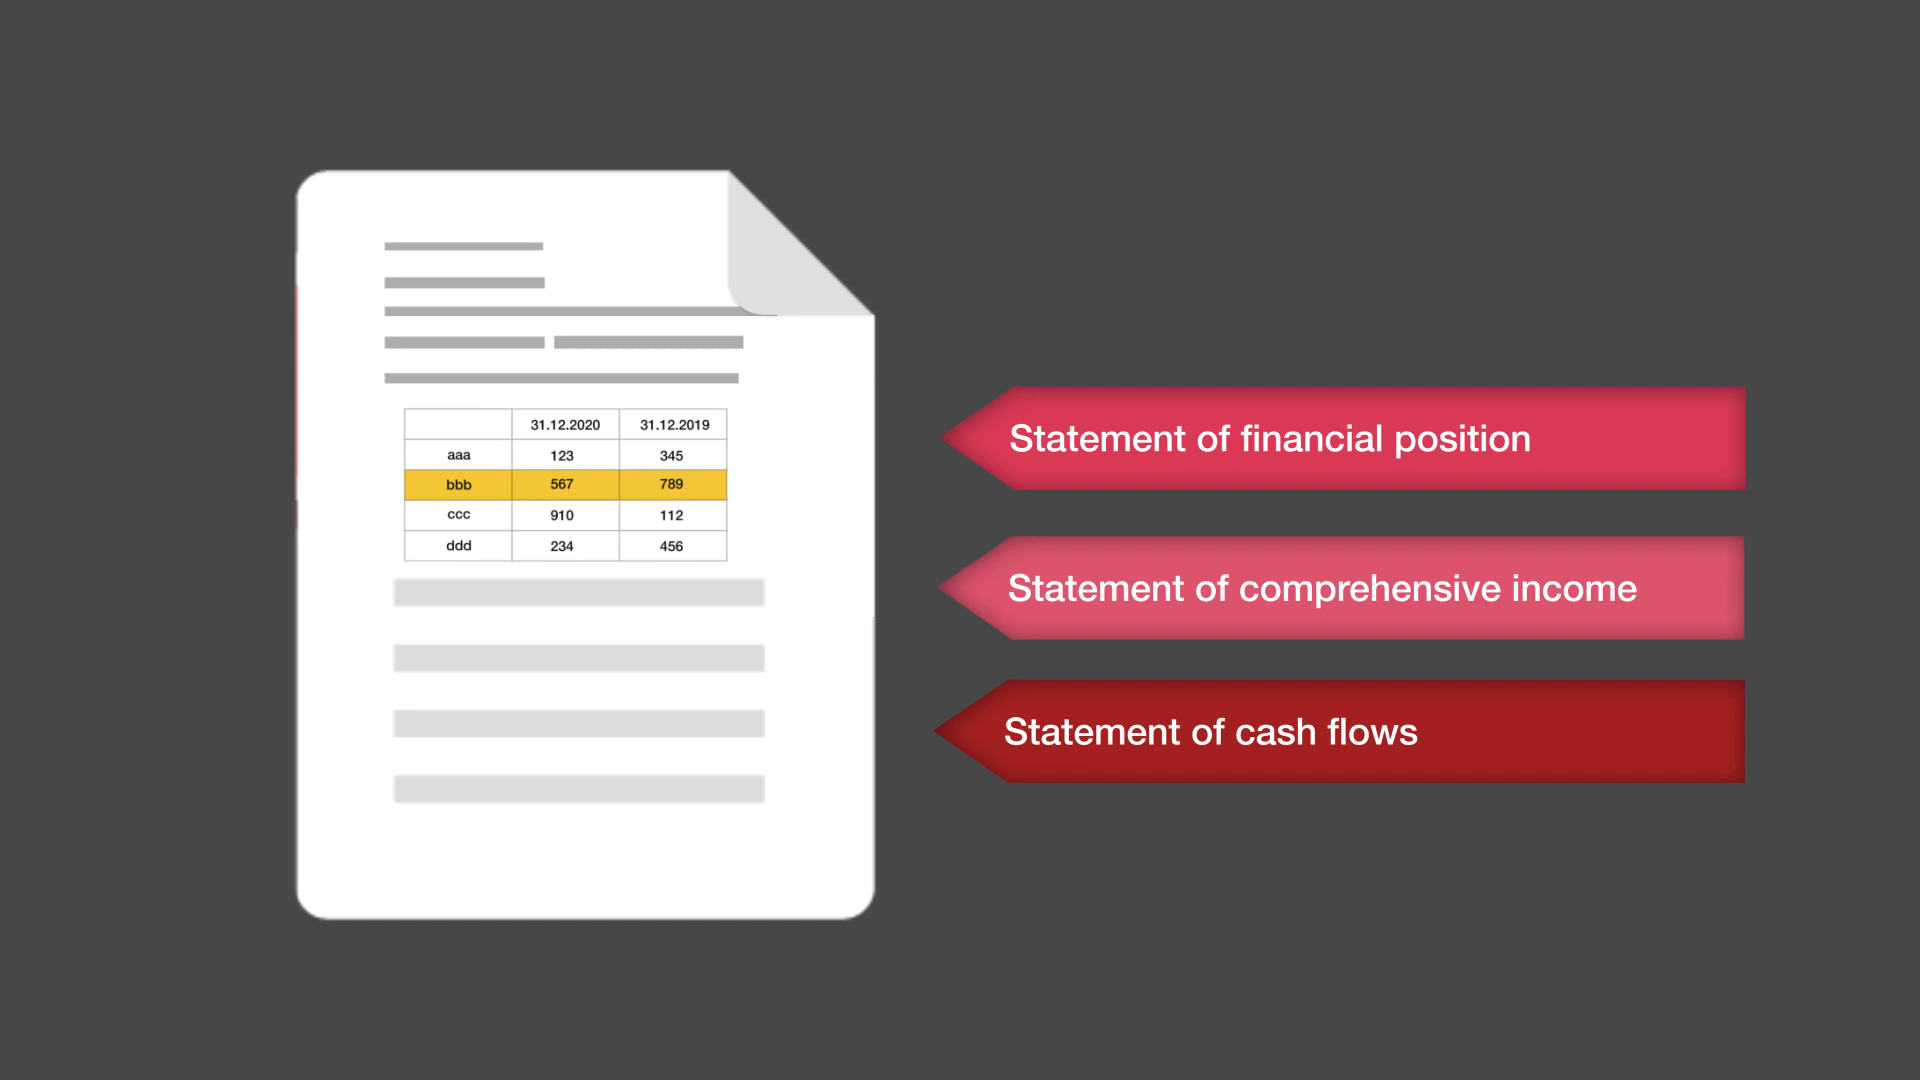 31.12.2020 31.12.2019
aaa 123 345
bbb 567 789
ccc 910 112
ddd 234 456
Statement of financial position
Statement of comprehensive income
Statement of cash flows